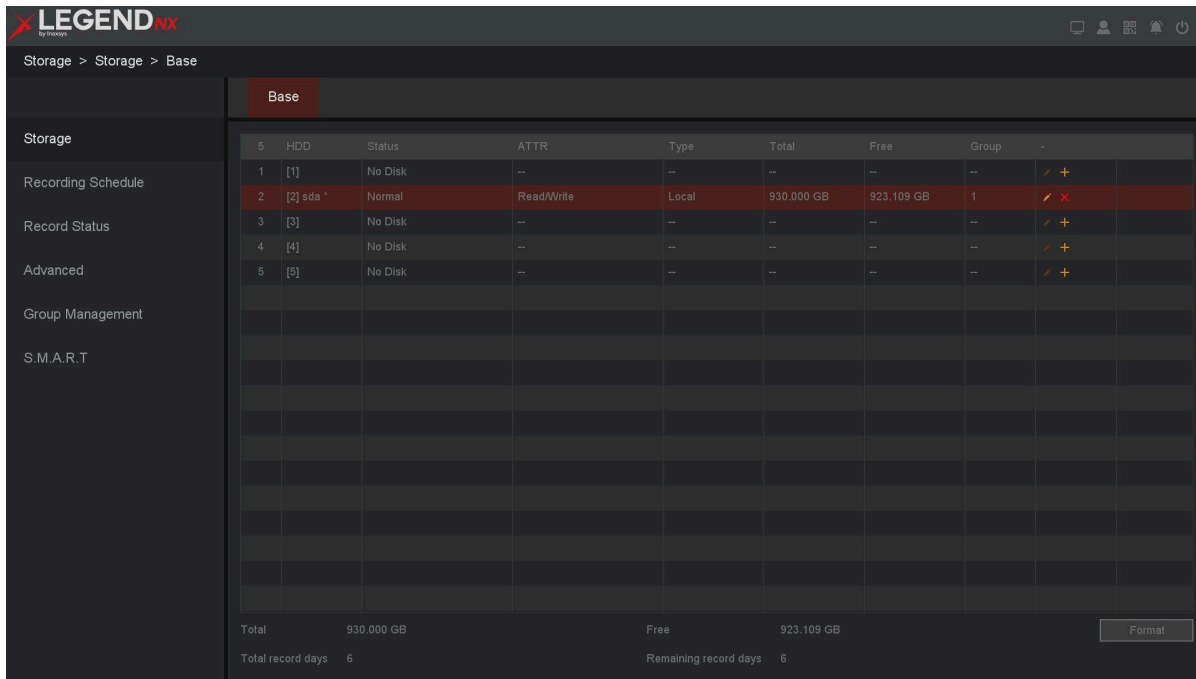 LEGEND NX
by Inaxsys
Storage > Storage > Base
Base
Storage
Recording Schedule
Record Status
Advanced
Group Management
S.M.A.R.T
5 HDD Status ATTR Type Total Free Group -
1 [1] No Disk -- -- -- -- --
2 [2] sda * Normal Read/Write Local 930.000 GB 923.109 GB 1
3 [3] No Disk -- -- -- -- --
4 [4] No Disk -- -- -- -- --
5 [5] No Disk -- -- -- -- --
Total 930.000 GB Free 923.109 GB Format
Total record days 6 Remaining record days 6